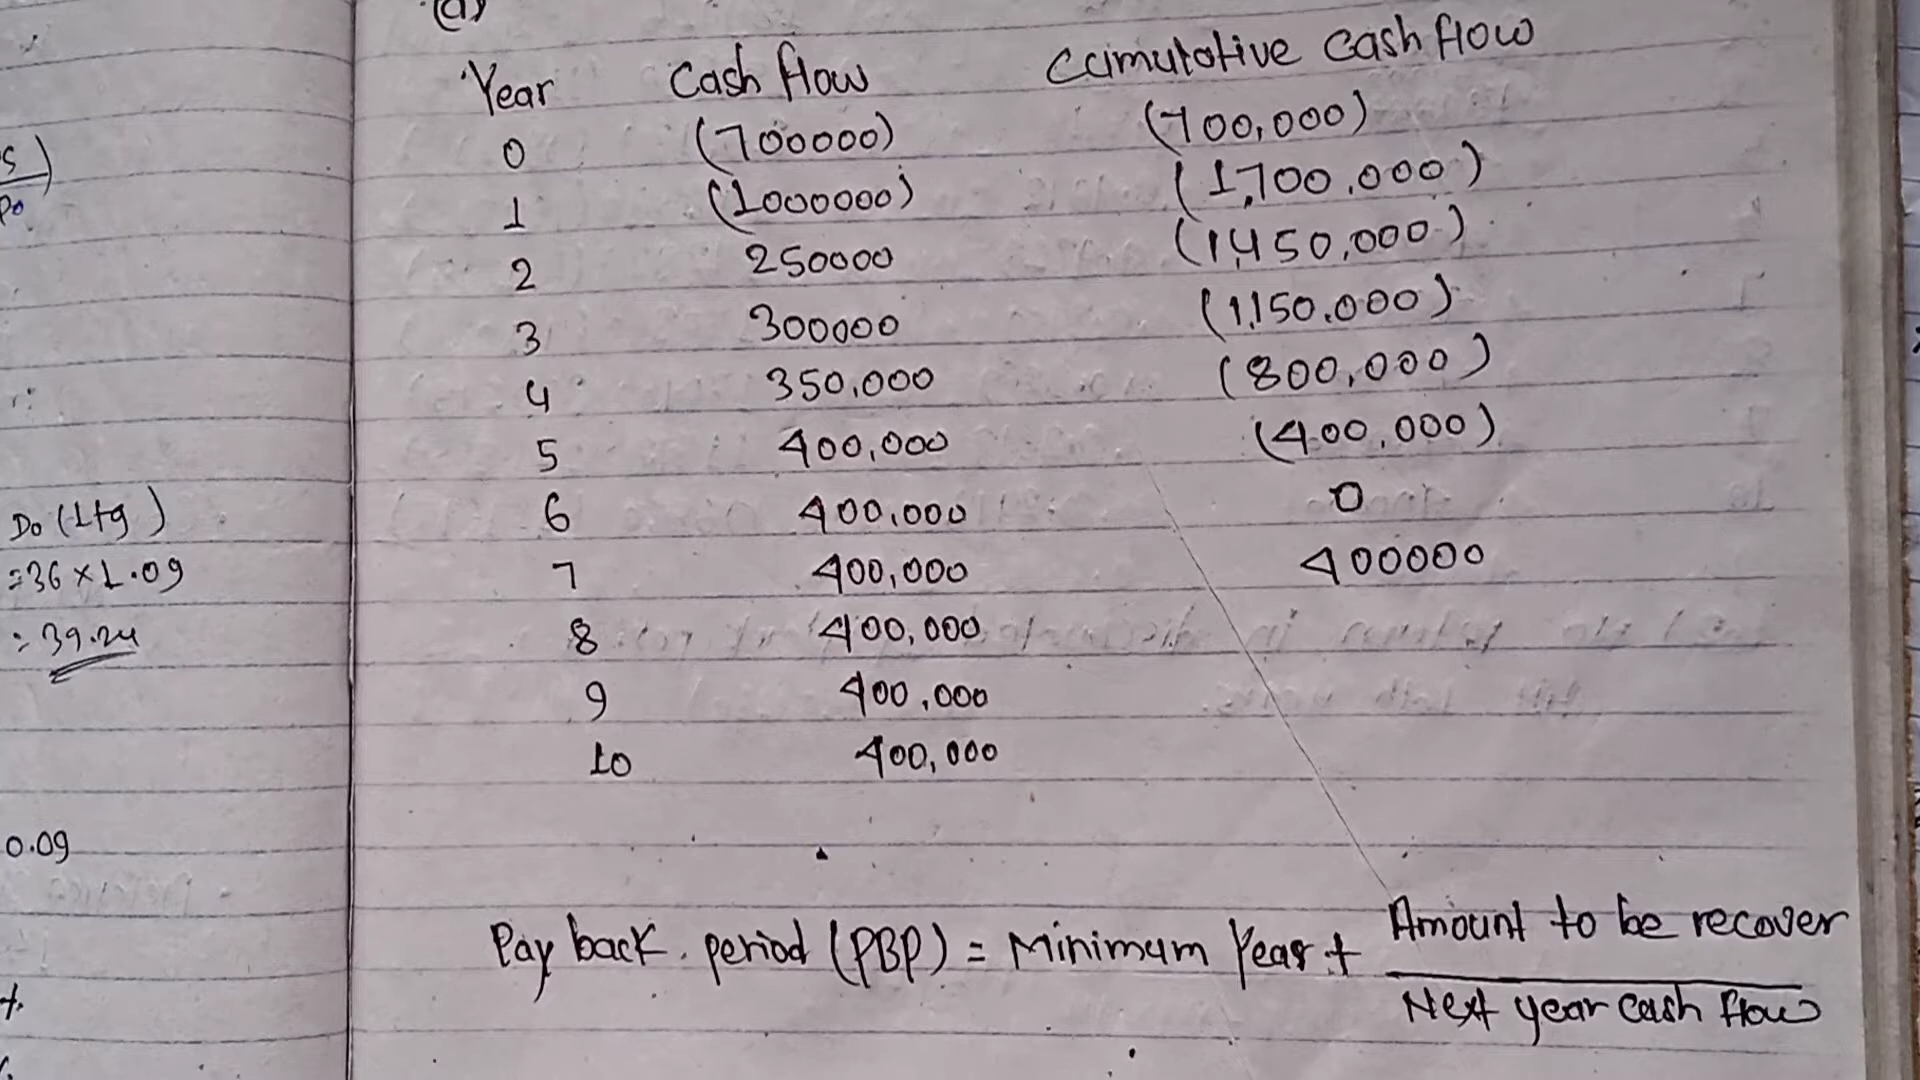 (a)
Year Cash flow Cumulative cash flow
0 (700000) (700,000)
1 (1000000) (1,700,000)
2 250000 (1,450,000)
3 300000 (1,150,000)
4 350,000 (800,000)
5 400,000 (400,000)
6 400,000 0
7 400,000 400000
8 400,000
9 400,000
10 400,000
Pay back period (PBP) = Minimum Year + Amount to be recover
Next year cash flow
S)
Po
Do (1+g)
=36 × 1.09
= 39.24
0.09